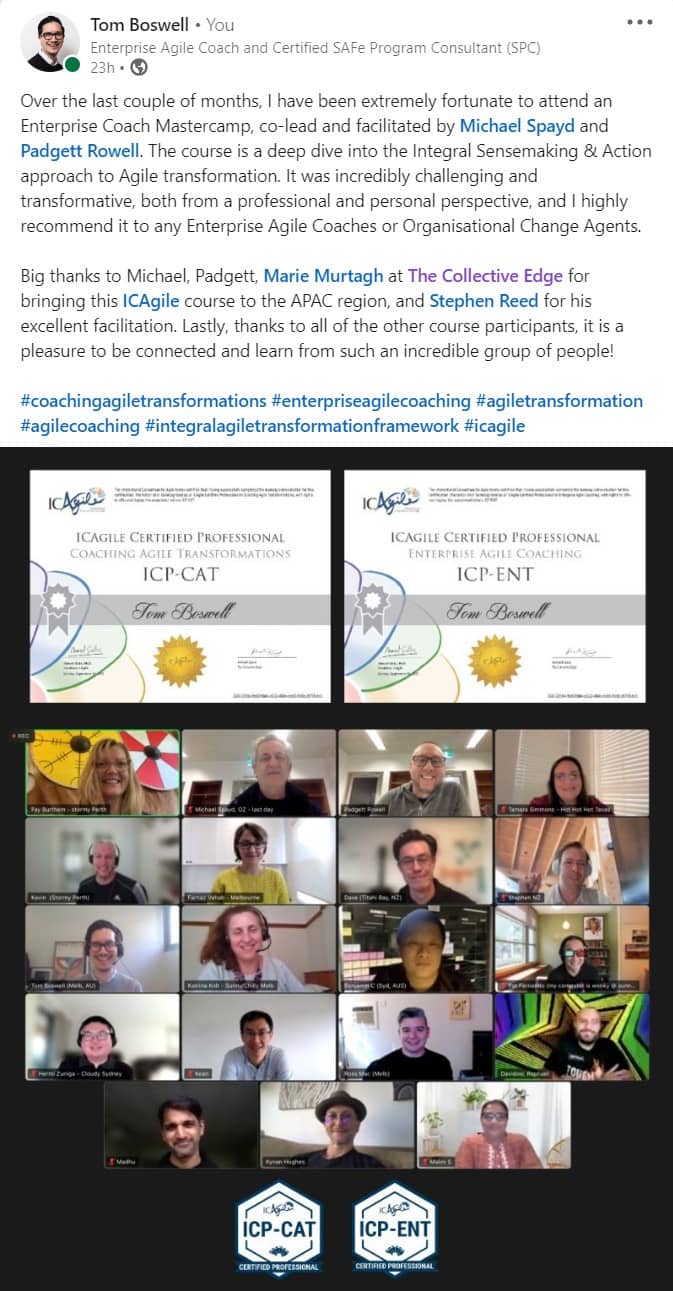 Tom Boswell • You
Enterprise Agile Coach and Certified SAFe Program Consultant (SPC)
23h •
Over the last couple of months, I have been extremely fortunate to attend an
Enterprise Coach Mastercamp, co-lead and facilitated by Michael Spayd and
Padgett Rowell. The course is a deep dive into the Integral Sensemaking & Action
approach to Agile transformation. It was incredibly challenging and
transformative, both from a professional and personal perspective, and I highly
recommend it to any Enterprise Agile Coaches or Organisational Change Agents.
Big thanks to Michael, Padgett, Marie Murtagh at The Collective Edge for
bringing this ICAgile course to the APAC region, and Stephen Reed for his
excellent facilitation. Lastly, thanks to all of the other course participants, it is a
pleasure to be connected and learn from such an incredible group of people!
#coachingagiletransformations #enterpriseagilecoaching #agiletransformation
#agilecoaching #integralagiletransformationframework #icagile
ICAgile
ICAgile Certified Professional
Coaching Agile Transformations
ICP-CAT
Tom Boswell
ICAgile
ICAgile Certified Professional
Enterprise Agile Coaching
ICP-ENT
Tom Boswell
REC
Fay Burtham - stormy Perth
Michael Spayd, OZ - last day
Padgett Rowell
Tamara Simmons - Hot Hot Hot Texas
Kevin (Stormy Perth)
Farnaz Vahab - Melbourne
Dave (Titahi Bay, NZ)
Stephen NZ
Tom Boswell (Melb, AU)
Katrina Kolt - Sunny/Chilly Melb
Benjamin C (Syd, AUS)
Fernando (my computer is wonky
Hermi Zuniga - Cloudy Sydney
Kean
Ross Mac (Melb)
Davidson, Raphael
Madhu
Kynan Hughes
Malini S
ICAgile
ICP-CAT
CERTIFIED PROFESSIONAL
ICAgile
ICP-ENT
CERTIFIED PROFESSIONAL